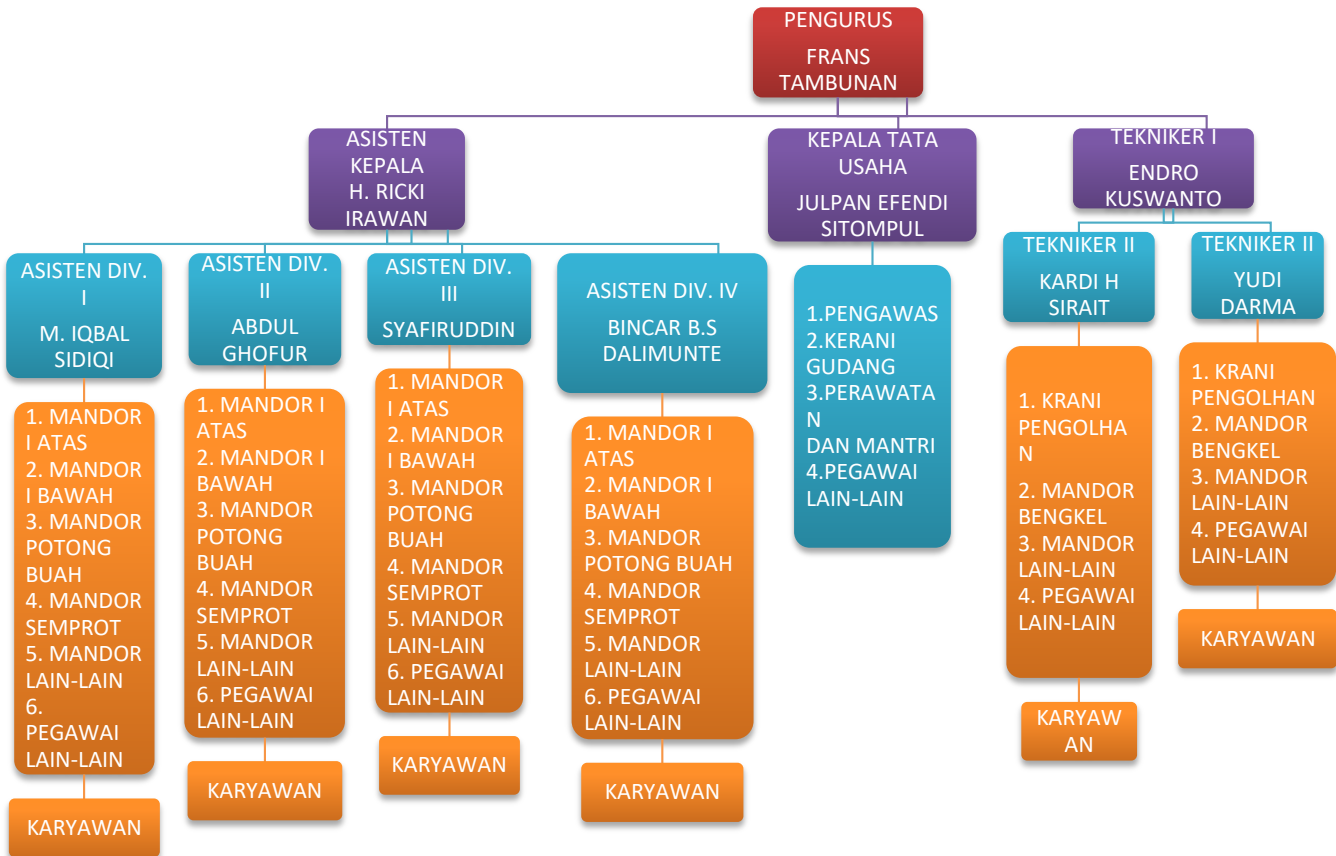 PENGURUS
FRANS
TAMBUNAN
ASISTEN
KEPALA
H. RICKI
IRAWAN
KEPALA TATA
USAHA
JULPAN EFENDI
SITOMPUL
TEKNIKER I
ENDRO
KUSWANTO
ASISTEN DIV.
I
M. IQBAL
SIDIQI
ASISTEN DIV.
II
ABDUL
GHOFUR
ASISTEN DIV.
III
SYAFIRUDDIN
ASISTEN DIV. IV
BINCAR B.S
DALIMUNTE
1.PENGAWAS
2.KERANI
GUDANG
3.PERAWATA
N
DAN MANTRI
4.PEGAWAI
LAIN-LAIN
TEKNIKER II
KARDI H
SIRAIT
TEKNIKER II
YUDI
DARMA
1. MANDOR
I ATAS
2. MANDOR
I BAWAH
3. MANDOR
POTONG
BUAH
4. MANDOR
SEMPROT
5. MANDOR
LAIN-LAIN
6.
PEGAWAI
LAIN-LAIN
1. MANDOR I
ATAS
2. MANDOR I
BAWAH
3. MANDOR
POTONG
BUAH
4. MANDOR
SEMPROT
5. MANDOR
LAIN-LAIN
6. PEGAWAI
LAIN-LAIN
1. MANDOR
I ATAS
2. MANDOR
I BAWAH
3. MANDOR
POTONG
BUAH
4. MANDOR
SEMPROT
5. MANDOR
LAIN-LAIN
6. PEGAWAI
LAIN-LAIN
1. MANDOR I
ATAS
2. MANDOR I
BAWAH
3. MANDOR
POTONG BUAH
4. MANDOR
SEMPROT
5. MANDOR
LAIN-LAIN
6. PEGAWAI
LAIN-LAIN
1. KRANI
PENGOLHA
N
2. MANDOR
BENGKEL
3. MANDOR
LAIN-LAIN
4. PEGAWAI
LAIN-LAIN
1. KRANI
PENGOLHAN
2. MANDOR
BENGKEL
3. MANDOR
LAIN-LAIN
4. PEGAWAI
LAIN-LAIN
KARYAWAN
KARYAWAN
KARYAWAN
KARYAWAN
KARYAW
AN
KARYAWAN